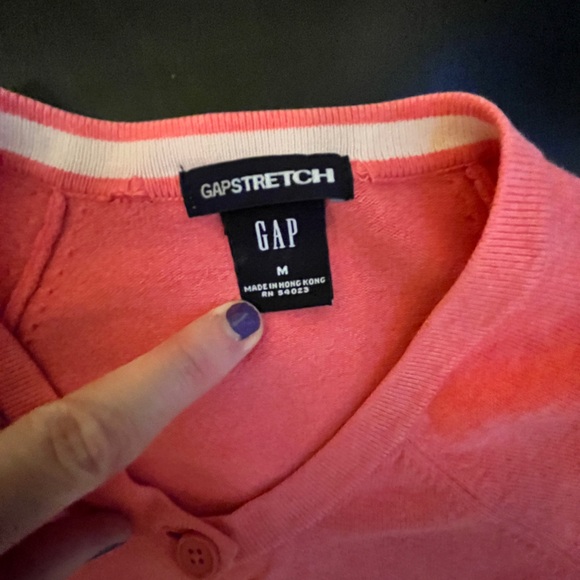 GAPSTRETCH
GAP
M
MADE IN HONG KONG
RN 54023